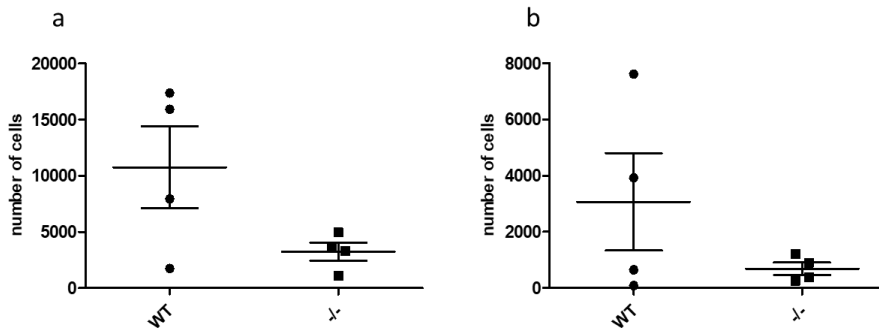 a
number of cells
20000
15000
10000
5000
0
WT
-/-
b
number of cells
8000
6000
4000
2000
0
WT
-/-